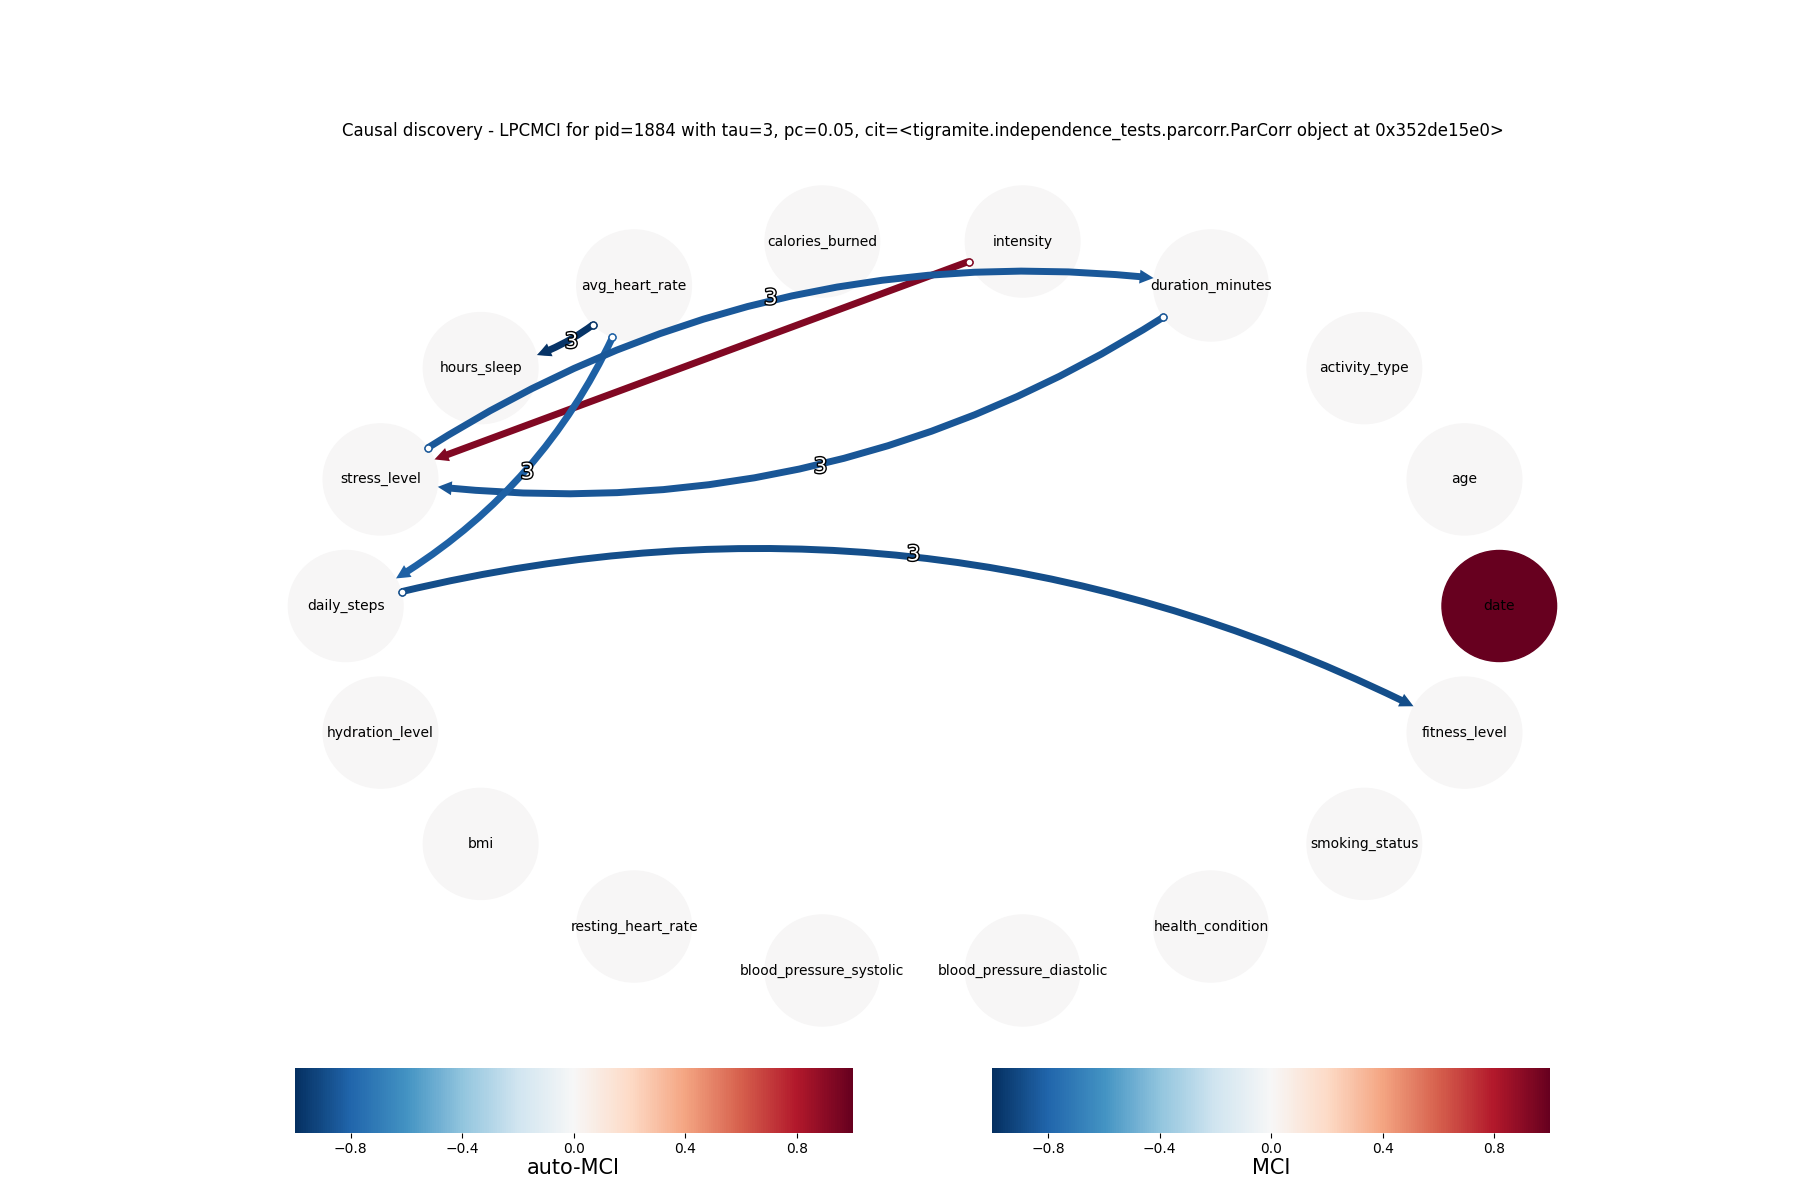 Causal discovery - LPCMCI for pid=1884 with tau=3, pc=0.05, cit=<tigramite.independence_tests.parcorr.ParCorr object at 0x352de15e0>
calories_burned
intensity
avg_heart_rate
duration_minutes
3
3
hours_sleep
activity_type
3
3
stress_level
age
3
daily_steps
date
hydration_level
fitness_level
bmi
smoking_status
resting_heart_rate
health_condition
blood_pressure_systolic
blood_pressure_diastolic
−0.8 −0.4 0.0 0.4 0.8
auto-MCI
−0.8 −0.4 0.0 0.4 0.8
MCI